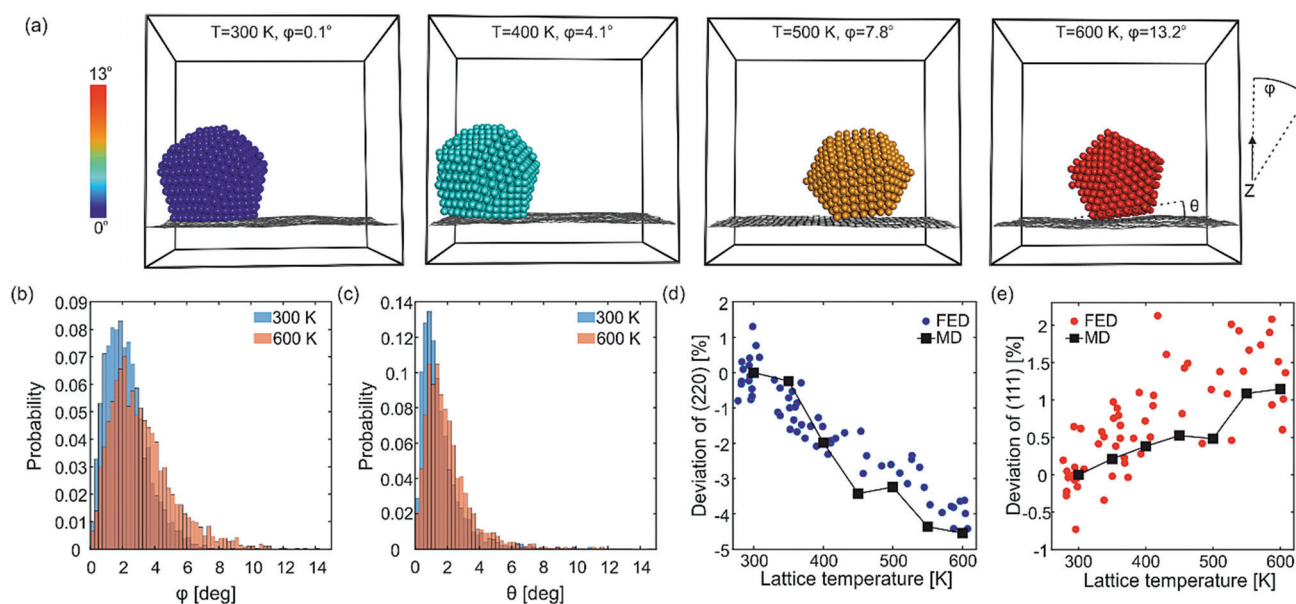 (a)
T=300 K, φ=0.1°
T=400 K, φ=4.1°
T=500 K, φ=7.8°
T=600 K, φ=13.2°
13°
0°
φ
Z
θ
(b)
0.09
0.08
0.07
0.06
0.05
0.04
0.03
0.02
0.01
0
Probability
300 K
600 K
0 2 4 6 8 10 12 14
φ [deg]
(c)
0.14
0.12
0.10
0.08
0.06
0.04
0.02
0
Probability
300 K
600 K
0 2 4 6 8 10 12 14
θ [deg]
(d)
2
1
0
-1
-2
-3
-4
-5
Deviation of (220) [%]
FED
MD
300 400 500 600
Lattice temperature [K]
(e)
2
1.5
1
0.5
0
-0.5
-1
Deviation of (111) [%]
FED
MD
300 400 500 600
Lattice temperature [K]